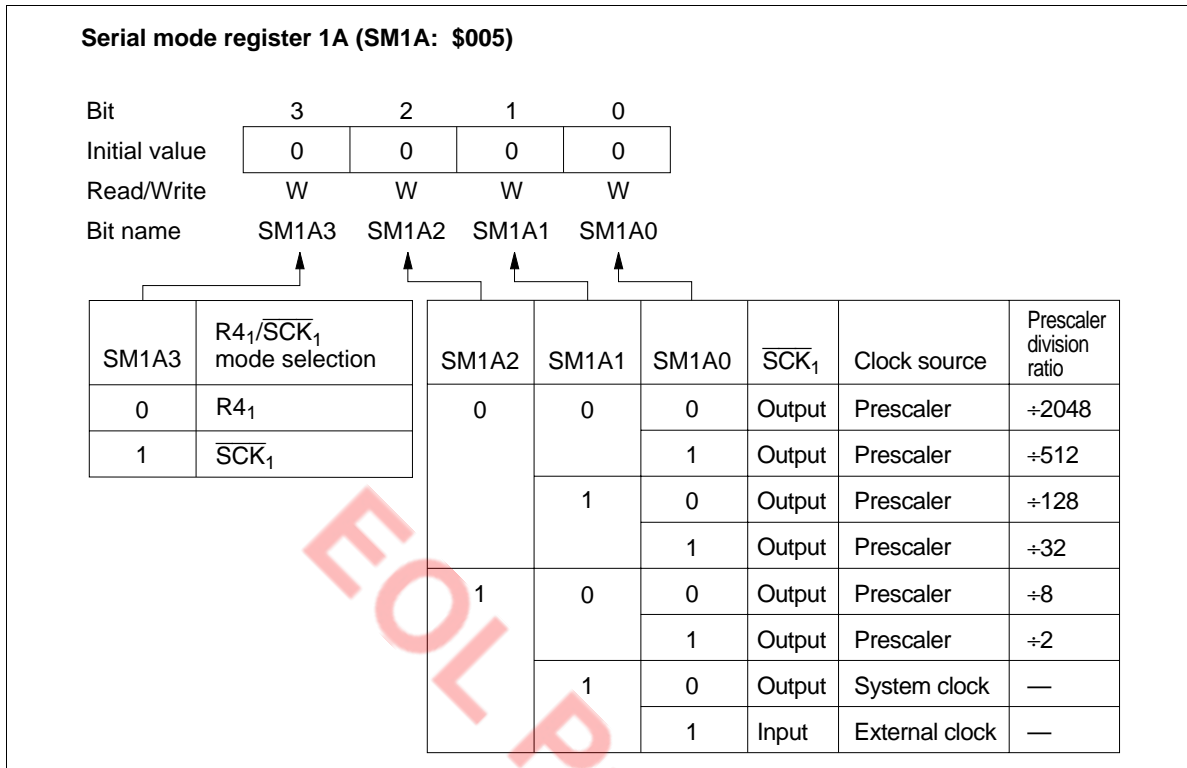 Serial mode register 1A (SM1A: $005)
Bit 3 2 1 0
Initial value 0 0 0 0
Read/Write W W W W
Bit name SM1A3 SM1A2 SM1A1 SM1A0
SM1A3 R4₁/S̅C̅K̅₁ mode selection
0 R4₁
1 S̅C̅K̅₁
SM1A2 SM1A1 SM1A0 S̅C̅K̅₁ Clock source Prescaler division ratio
0 0 0 Output Prescaler ÷2048
1 Output Prescaler ÷512
1 0 Output Prescaler ÷128
1 Output Prescaler ÷32
1 0 0 Output Prescaler ÷8
1 Output Prescaler ÷2
1 0 Output System clock —
1 Input External clock —
EOL P